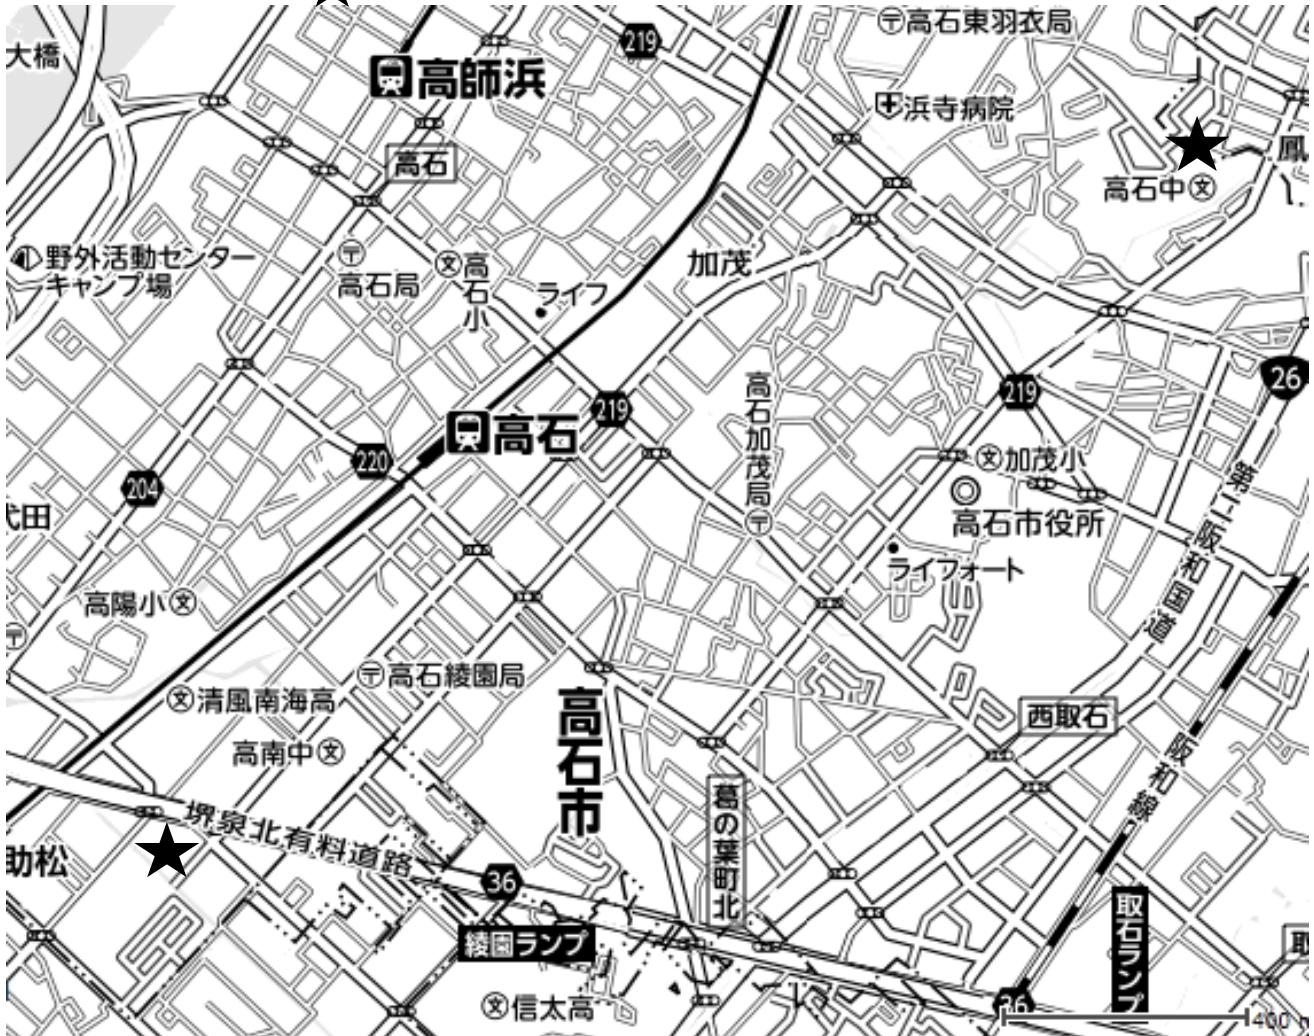 大橋
219
高石東羽衣局
高師浜
浜寺病院
高石
鳳
高石中
野外活動センター
キャンプ場
高石局
高石小
ライフ
加茂
26
219
219
高石
高石加茂局
220
204
加茂小
高石市役所
第二阪和国道
ライフォート
高陽小
高石綾園局
清風南海高
高南中
高石市
西取石
阪和線
葛の葉町北
堺泉北有料道路
助松
36
綾園ランプ
取石ランプ
取
信太高
36
400